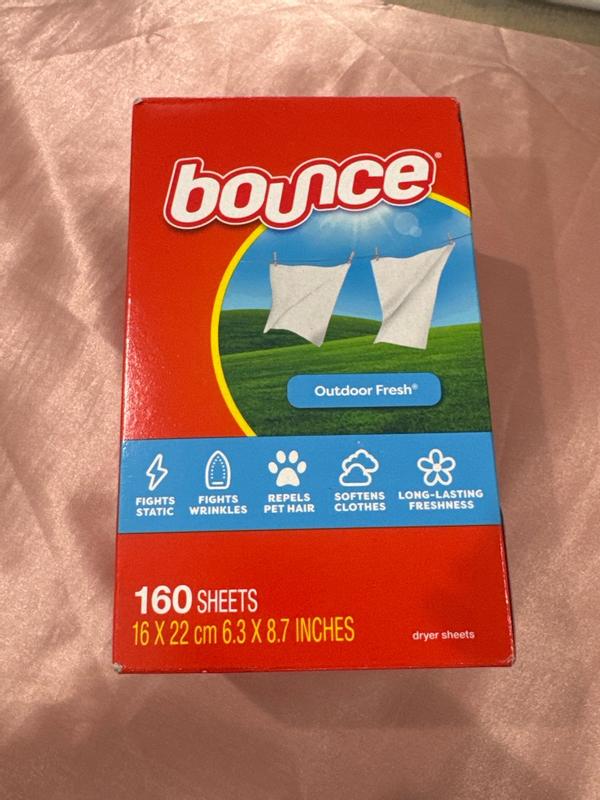 bounce®
Outdoor Fresh®
FIGHTS
STATIC
FIGHTS
WRINKLES
REPELS
PET HAIR
SOFTENS
CLOTHES
LONG-LASTING
FRESHNESS
160 SHEETS
16 X 22 cm 6.3 X 8.7 INCHES
dryer sheets